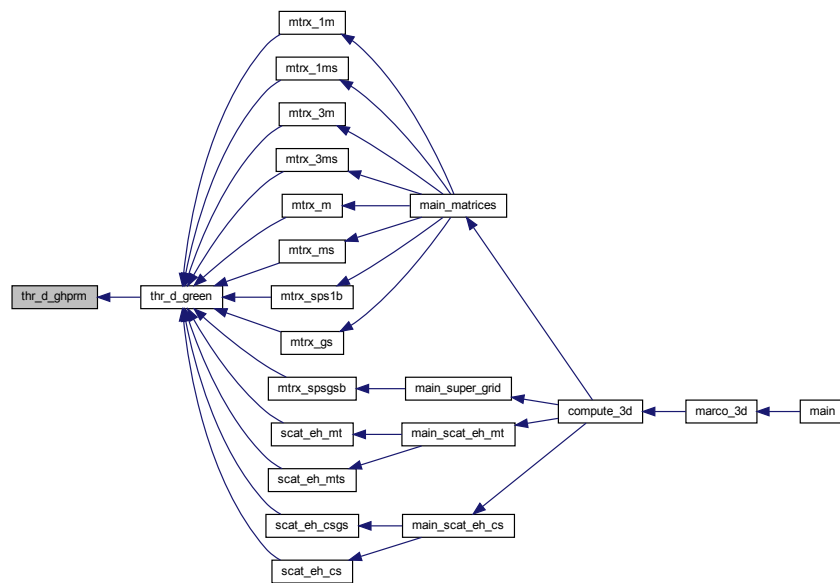 mtrx_1m
mtrx_1ms
mtrx_3m
mtrx_3ms
mtrx_m
main_matrices
mtrx_ms
thr_d_ghprm
thr_d_green
mtrx_sps1b
mtrx_gs
mtrx_spsgsb
main_super_grid
compute_3d
marco_3d
main
scat_eh_mt
main_scat_eh_mt
scat_eh_mts
scat_eh_csgs
main_scat_eh_cs
scat_eh_cs